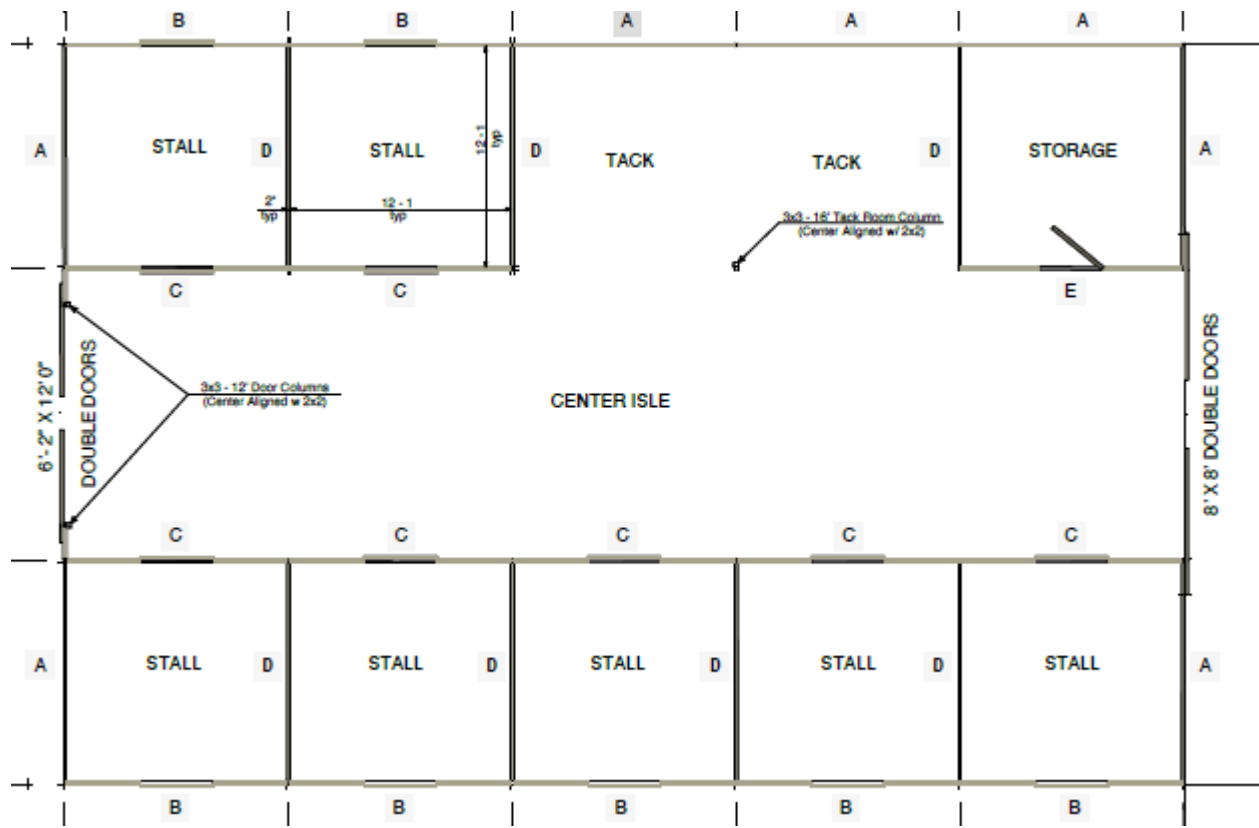 B B A A A
A STALL D STALL D TACK TACK D STORAGE A
12 - 1
typ
2"
typ
12 - 1
typ
3x3 - 16' Tack Room Column
(Center Aligned w/ 2x2)
C C E
6'- 2" X 12' 0"
DOUBLE DOORS
3x3 - 12' Door Columns
(Center Aligned w 2x2)
CENTER ISLE
8' X 8' DOUBLE DOORS
C C C C C
A STALL D STALL D STALL D STALL D STALL A
B B B B B